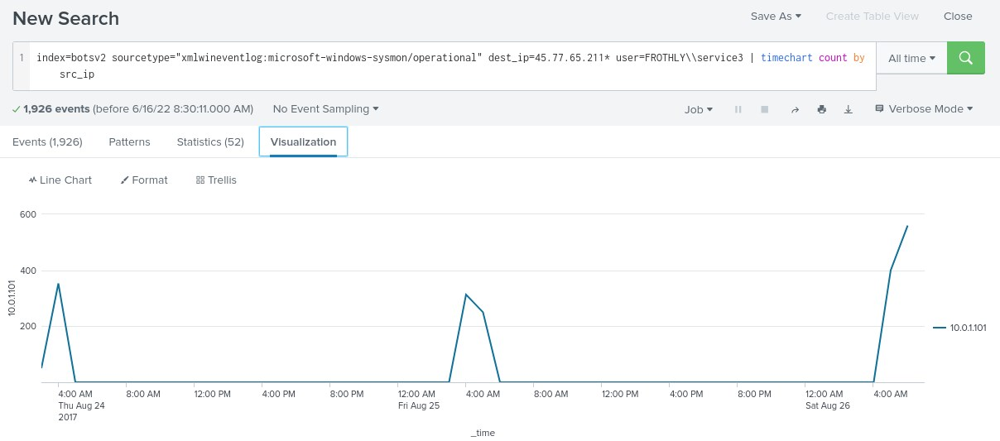 New Search
Save As
Create Table View
Close
1
index=botsv2 sourcetype="xmlwineventlog:microsoft-windows-sysmon/operational" dest_ip=45.77.65.211* user=FROTHLY\\service3 | timechart count by
src_ip
All time
1,926 events (before 6/16/22 8:30:11.000 AM)
No Event Sampling
Job
Verbose Mode
Events (1,926)
Patterns
Statistics (52)
Visualization
Line Chart
Format
Trellis
600
400
200
10.0.1.101
10.0.1.101
4:00 AM
Thu Aug 24
2017
8:00 AM
12:00 PM
4:00 PM
8:00 PM
12:00 AM
Fri Aug 25
4:00 AM
8:00 AM
12:00 PM
4:00 PM
8:00 PM
12:00 AM
Sat Aug 26
4:00 AM
_time